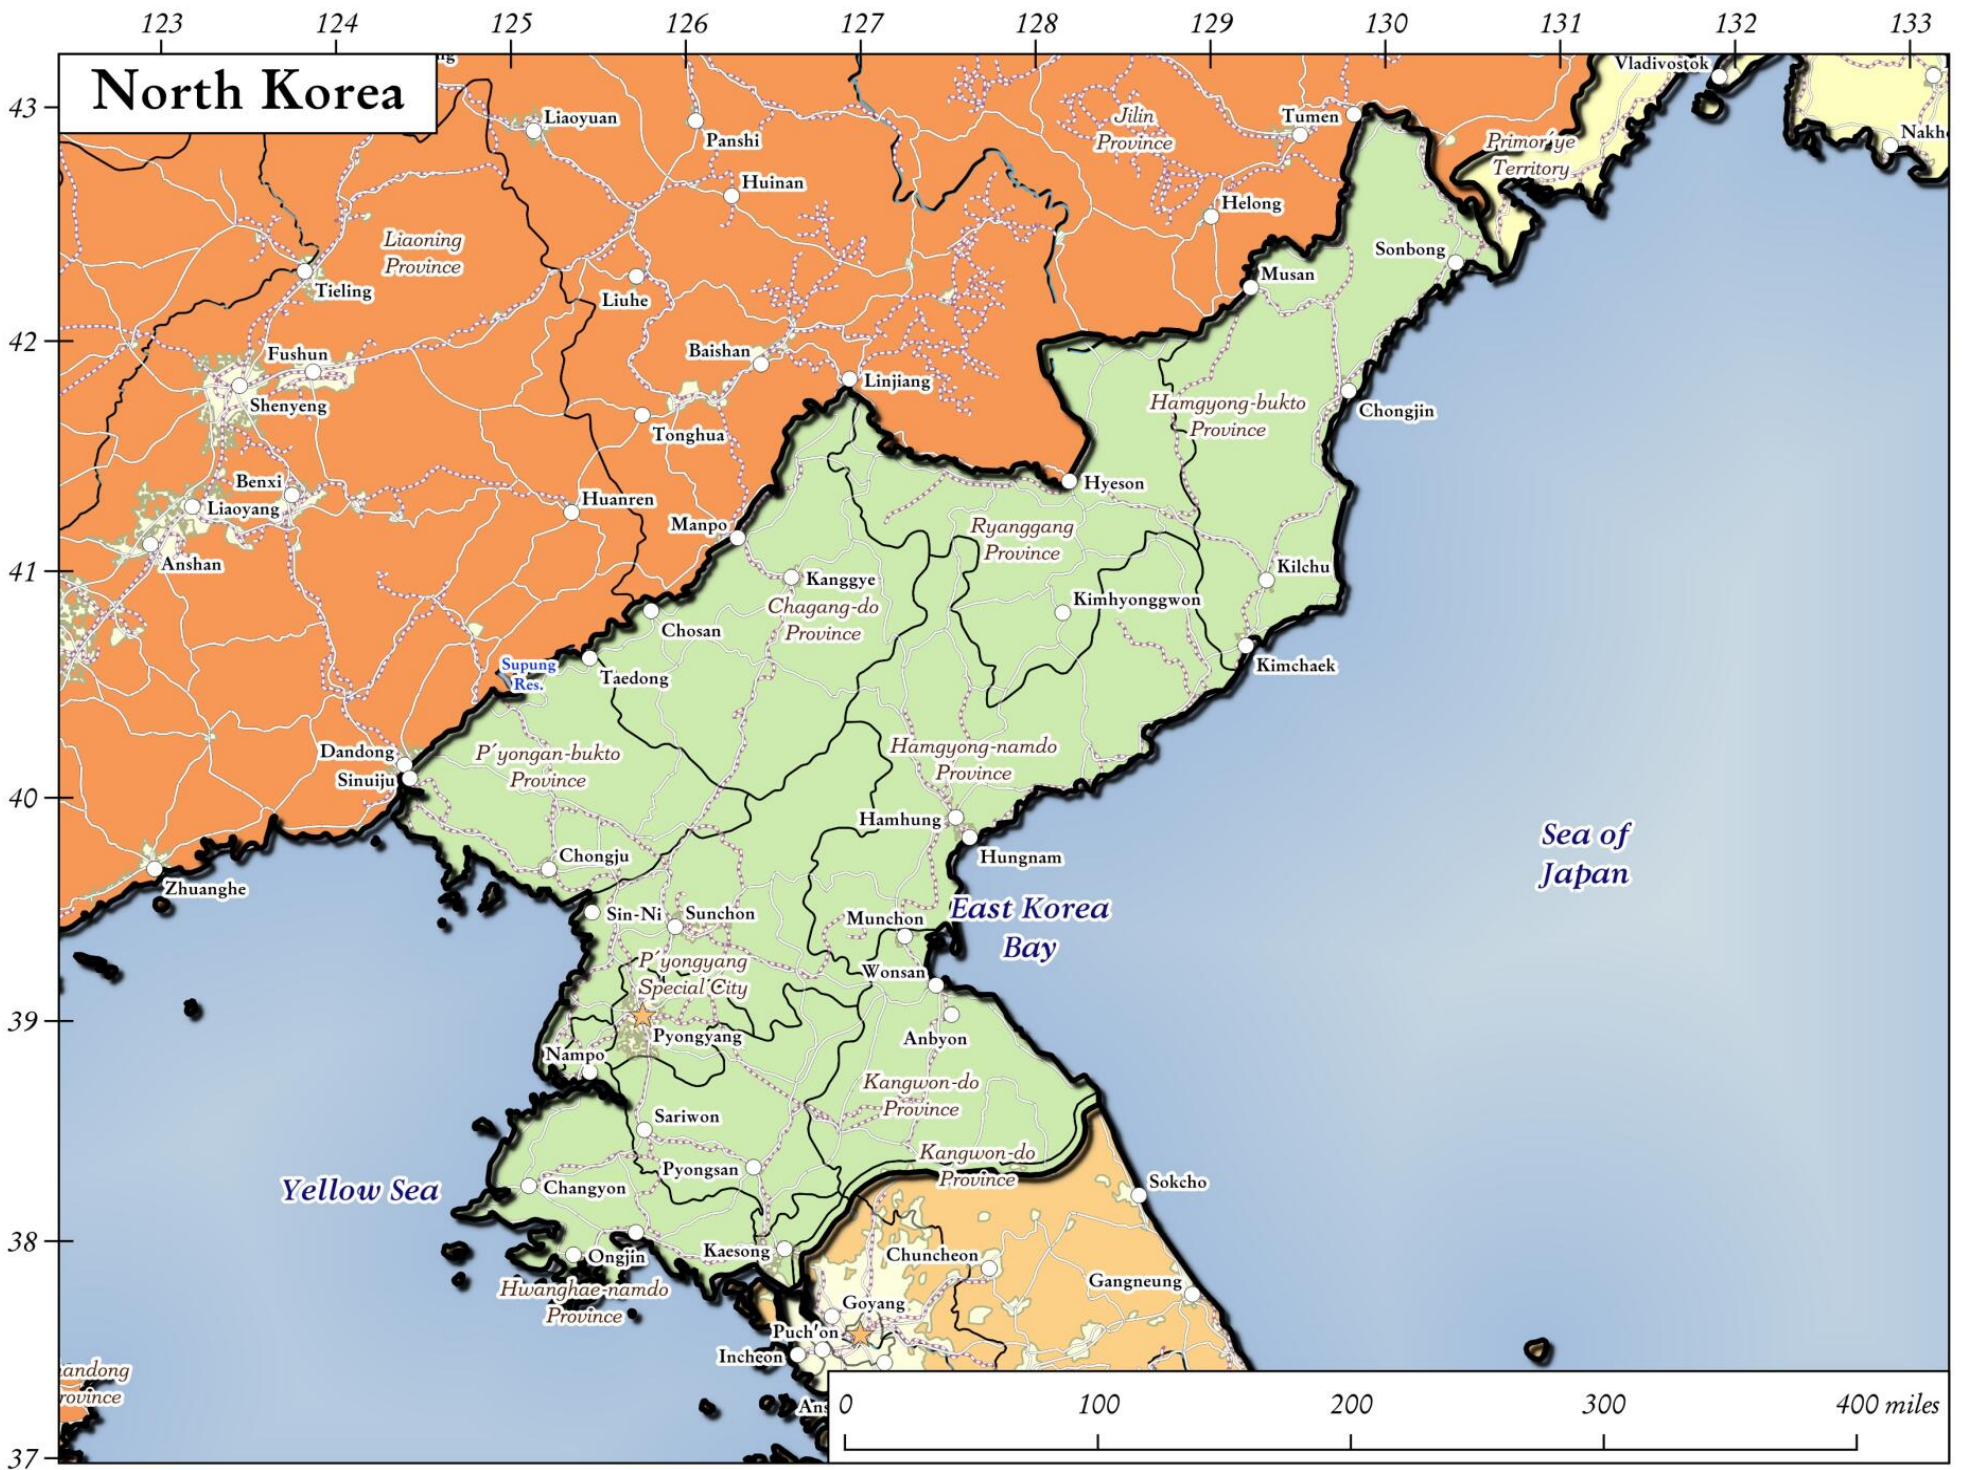 123 124 125 126 127 128 129 130 131 132 133
North Korea
43
42
41
40
39
38
37
Vladivostok
Liaoyuan
Panshi
Jilin
Province
Tumen
Primor'ye
Territory
Huinan
Helong
Liaoning
Province
Sonbong
Tieling
Liuhe
Musan
Fushun
Baishan
Linjiang
Shenyeng
Hamgyong-bukto
Province
Chongjin
Tonghua
Benxi
Hyeson
Liaoyang
Huanren
Manpo
Ryanggang
Province
Anshan
Kanggye
Kilchu
Chagang-do
Province
Kimhyonggwon
Chosan
Supung
Res.
Taedong
Kimchaek
Dandong
Sinuiju
P'yongan-bukto
Province
Hamgyong-namdo
Province
Hamhung
Sea of
Japan
Chongju
Hungnam
Zhuanghe
Sin-Ni
Sunchon
Munchon
East Korea
Bay
P'yongyang
Special City
Wonsan
Pyongyang
Anbyon
Nampo
Kangwon-do
Province
Sariwon
Kangwon-do
Province
Pyongsan
Yellow Sea
Changyon
Sokcho
Ongjin
Kaesong
Chuncheon
Hwanghae-namdo
Province
Gangneung
Goyang
Puch'on
Incheon
0 100 200 300 400 miles